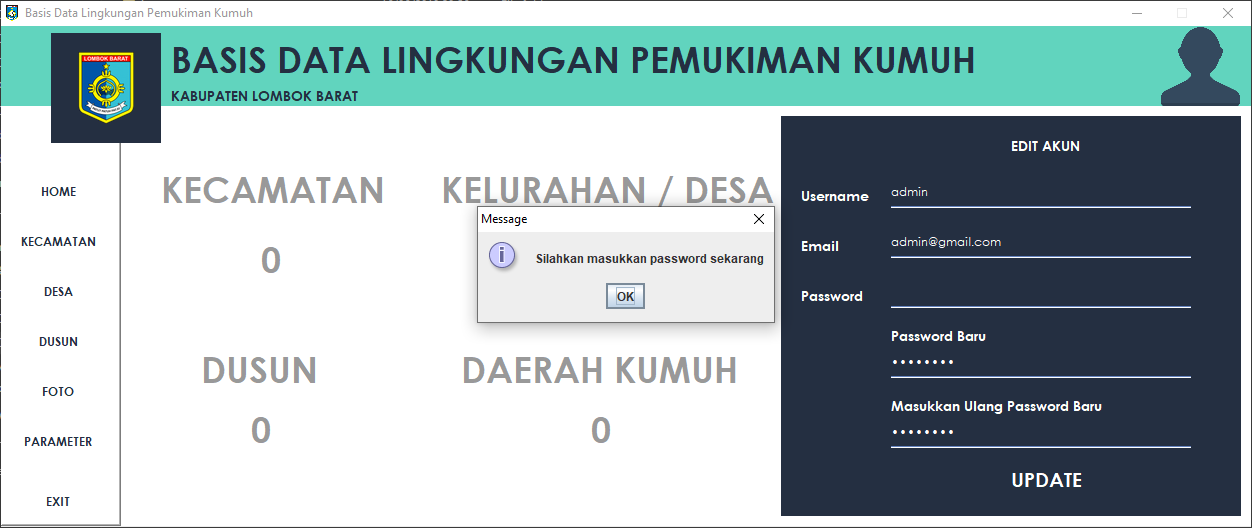 Basis Data Lingkungan Pemukiman Kumuh
LOMBOK BARAT
BASIS DATA LINGKUNGAN PEMUKIMAN KUMUH
KABUPATEN LOMBOK BARAT
HOME
KECAMATAN
DESA
DUSUN
FOTO
PARAMETER
EXIT
KECAMATAN
0
KELURAHAN / DESA
DUSUN
0
DAERAH KUMUH
0
Message
Silahkan masukkan password sekarang
OK
EDIT AKUN
Username
admin
Email
admin@gmail.com
Password
Password Baru
••••••••
Masukkan Ulang Password Baru
••••••••
UPDATE